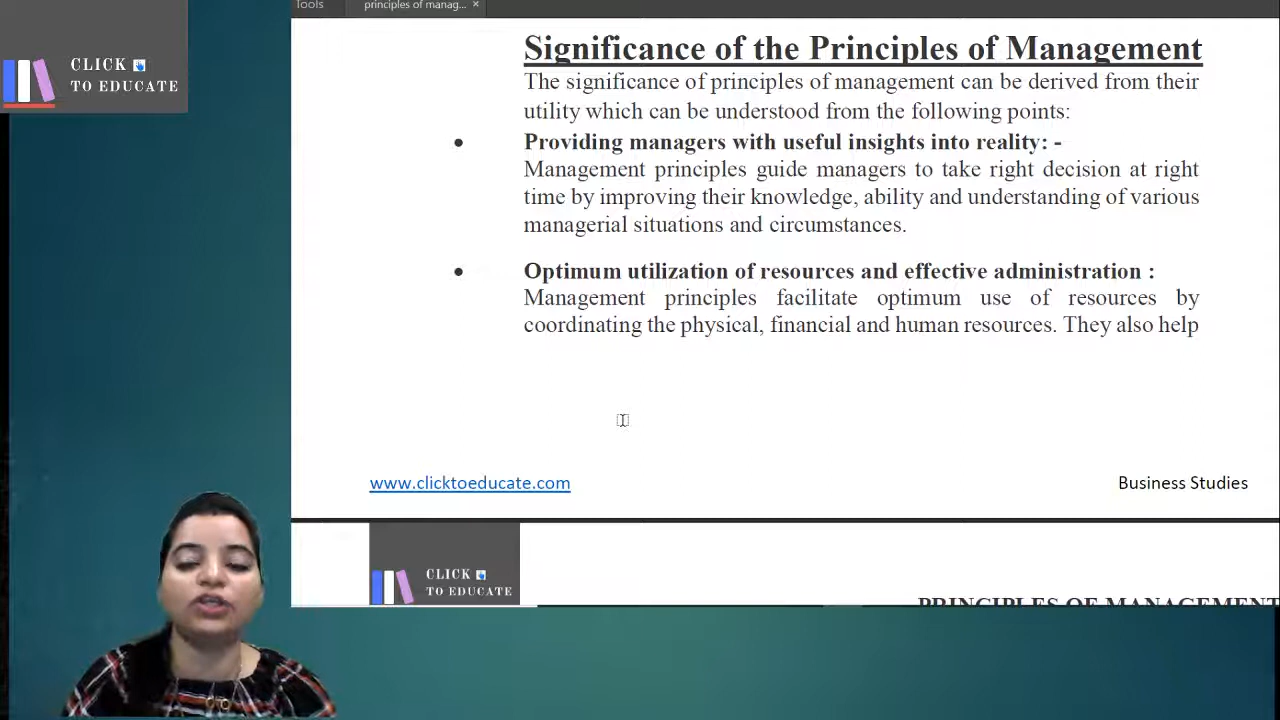 Tools
principles of manag... ×
CLICK
TO EDUCATE
Significance of the Principles of Management
The significance of principles of management can be derived from their
utility which can be understood from the following points:
• Providing managers with useful insights into reality: -
Management principles guide managers to take right decision at right
time by improving their knowledge, ability and understanding of various
managerial situations and circumstances.
• Optimum utilization of resources and effective administration :
Management principles facilitate optimum use of resources by
coordinating the physical, financial and human resources. They also help
www.clicktoeducate.com
Business Studies
CLICK
TO EDUCATE
PRINCIPLES OF MANAGEMENT